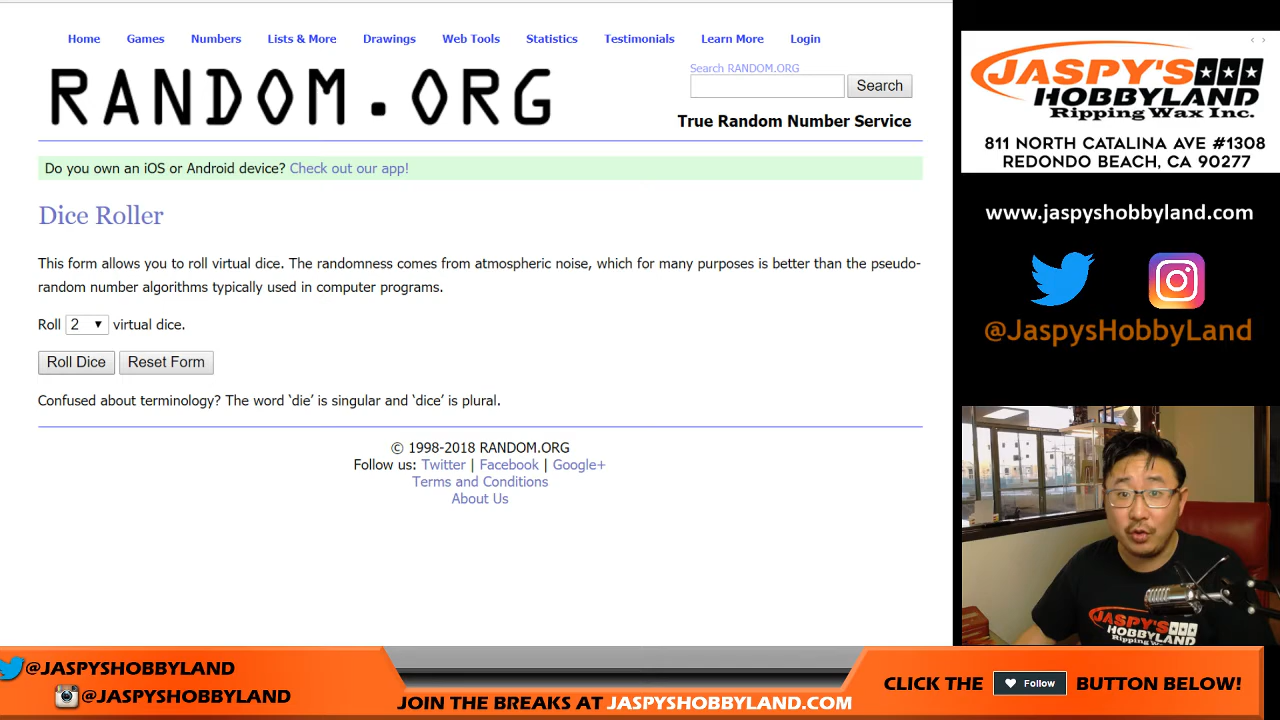 Home Games Numbers Lists & More Drawings Web Tools Statistics Testimonials Learn More Login
RANDOM.ORG
Search RANDOM.ORG
Search
True Random Number Service
Do you own an iOS or Android device? Check out our app!
Dice Roller
This form allows you to roll virtual dice. The randomness comes from atmospheric noise, which for many purposes is better than the pseudo-
random number algorithms typically used in computer programs.
Roll 2 virtual dice.
Roll Dice Reset Form
Confused about terminology? The word ‘die’ is singular and ‘dice’ is plural.
© 1998-2018 RANDOM.ORG
Follow us: Twitter | Facebook | Google+
Terms and Conditions
About Us
JASPY'S
HOBBYLAND
Ripping Wax Inc.
811 NORTH CATALINA AVE #1308
REDONDO BEACH, CA 90277
www.jaspyshobbyland.com
@JaspysHobbyLand
JASPY'S
HOBBYLAND
Ripping Wax Inc.
@JASPYSHOBBYLAND
@JASPYSHOBBYLAND
JOIN THE BREAKS AT JASPYSHOBBYLAND.COM
CLICK THE Follow BUTTON BELOW!